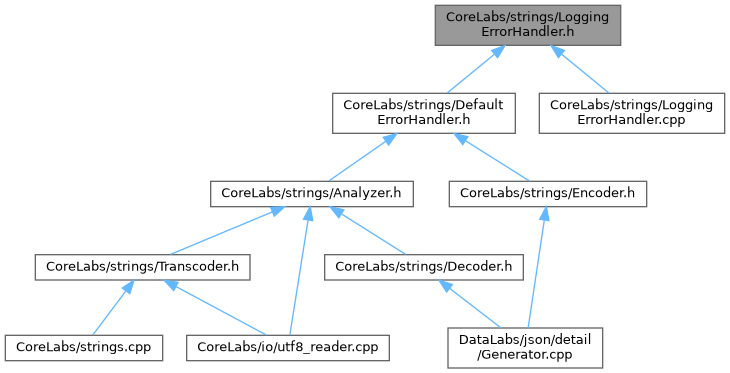 CoreLabs/strings/Logging
ErrorHandler.h
CoreLabs/strings/Default
ErrorHandler.h
CoreLabs/strings/Logging
ErrorHandler.cpp
CoreLabs/strings/Analyzer.h
CoreLabs/strings/Encoder.h
CoreLabs/strings/Transcoder.h
CoreLabs/strings/Decoder.h
CoreLabs/strings.cpp
CoreLabs/io/utf8_reader.cpp
DataLabs/json/detail
/Generator.cpp